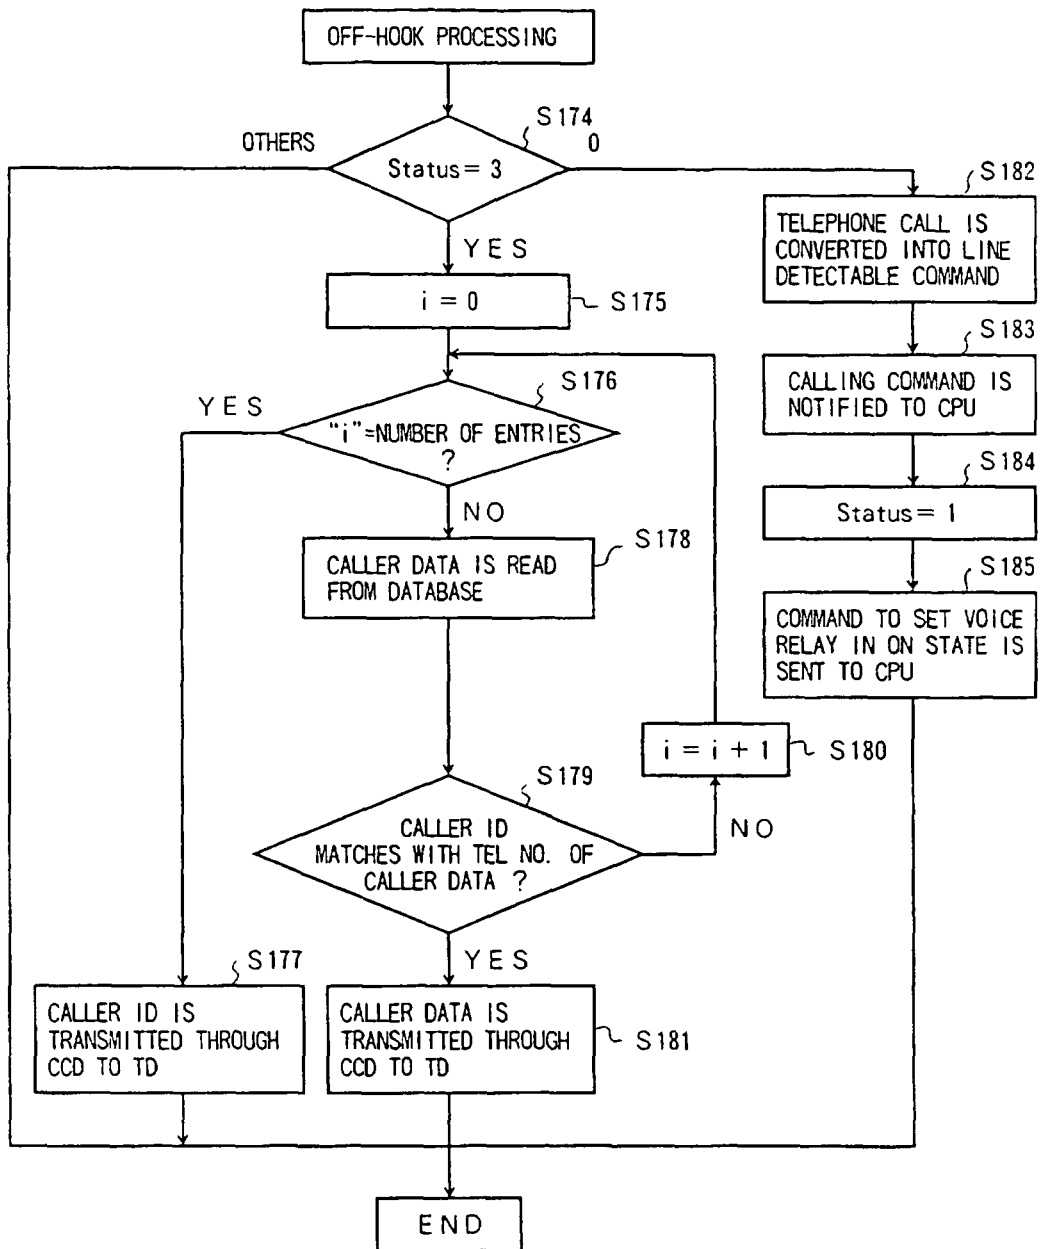 OFF-HOOK PROCESSING
S174
OTHERS
0
Status= 3
YES
S182
TELEPHONE CALL IS
CONVERTED INTO LINE
DETECTABLE COMMAND
i = 0
S175
S183
CALLING COMMAND IS
NOTIFIED TO CPU
S176
YES
"i"=NUMBER OF ENTRIES
?
NO
S184
Status= 1
S178
CALLER DATA IS READ
FROM DATABASE
S185
COMMAND TO SET VOICE
RELAY IN ON STATE IS
SENT TO CPU
i = i + 1
S180
S179
CALLER ID
MATCHES WITH TEL NO. OF
CALLER DATA ?
NO
YES
S177
CALLER ID IS
TRANSMITTED THROUGH
CCD TO TD
CALLER DATA IS
TRANSMITTED THROUGH
CCD TO TD
S181
END